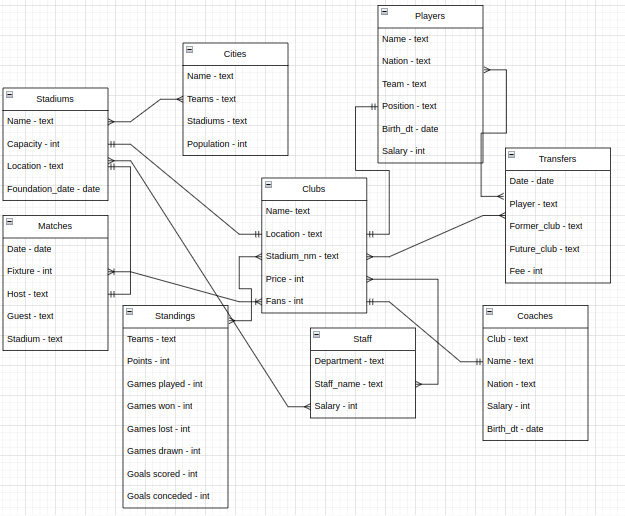 Players
Name - text
Nation - text
Team - text
Position - text
Birth_dt - date
Salary - int
Cities
Name - text
Teams - text
Stadiums - text
Population - int
Stadiums
Name - text
Capacity - int
Location - text
Foundation_date - date
Transfers
Date - date
Player - text
Former_club - text
Future_club - text
Fee - int
Clubs
Name- text
Location - text
Stadium_nm - text
Price - int
Fans - int
Matches
Date - date
Fixture - int
Host - text
Guest - text
Stadium - text
Standings
Teams - text
Points - int
Games played - int
Games won - int
Games lost - int
Games drawn - int
Goals scored - int
Goals conceded - int
Staff
Department - text
Staff_name - text
Salary - int
Coaches
Club - text
Name - text
Nation - text
Salary - int
Birth_dt - date